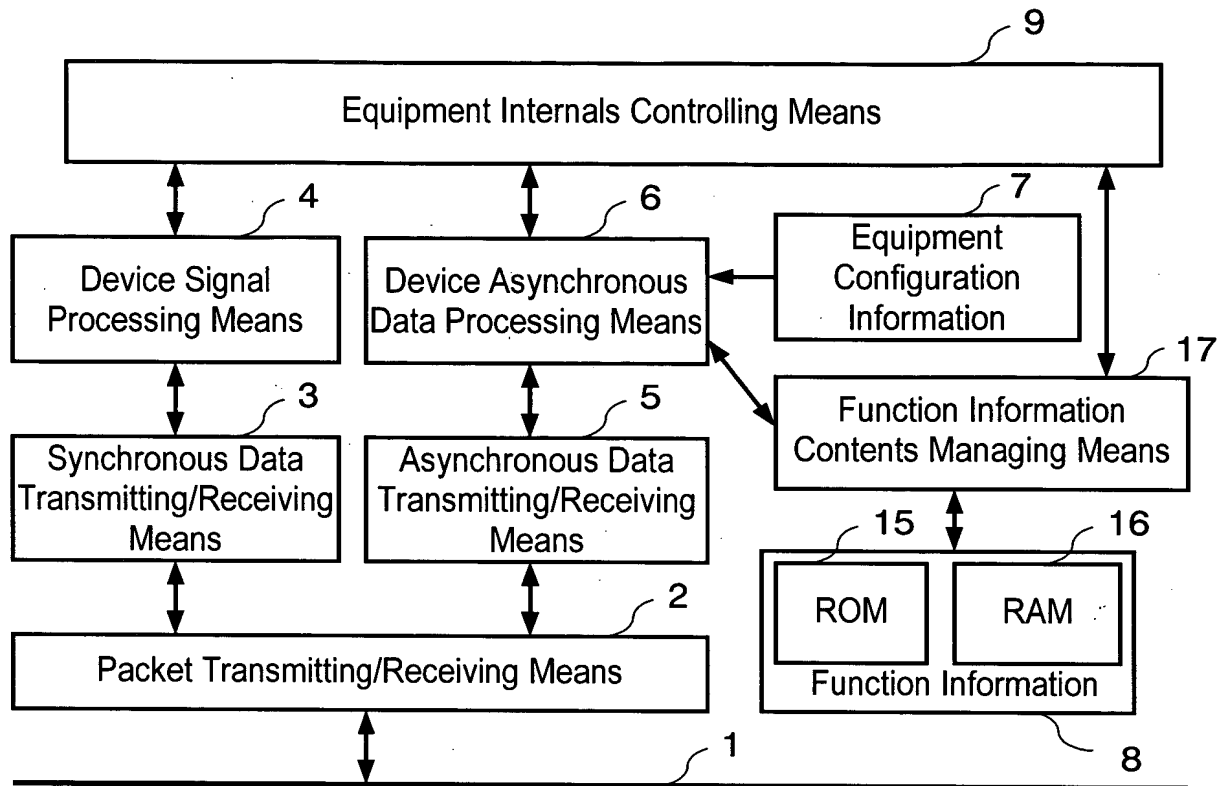 9
Equipment Internals Controlling Means
4
6
7
Device Signal
Processing Means
Device Asynchronous
Data Processing Means
Equipment
Configuration
Information
17
3
5
Function Information
Contents Managing Means
Synchronous Data
Transmitting/Receiving
Means
Asynchronous Data
Transmitting/Receiving
Means
15
16
ROM
RAM
Function Information
2
Packet Transmitting/Receiving Means
8
1